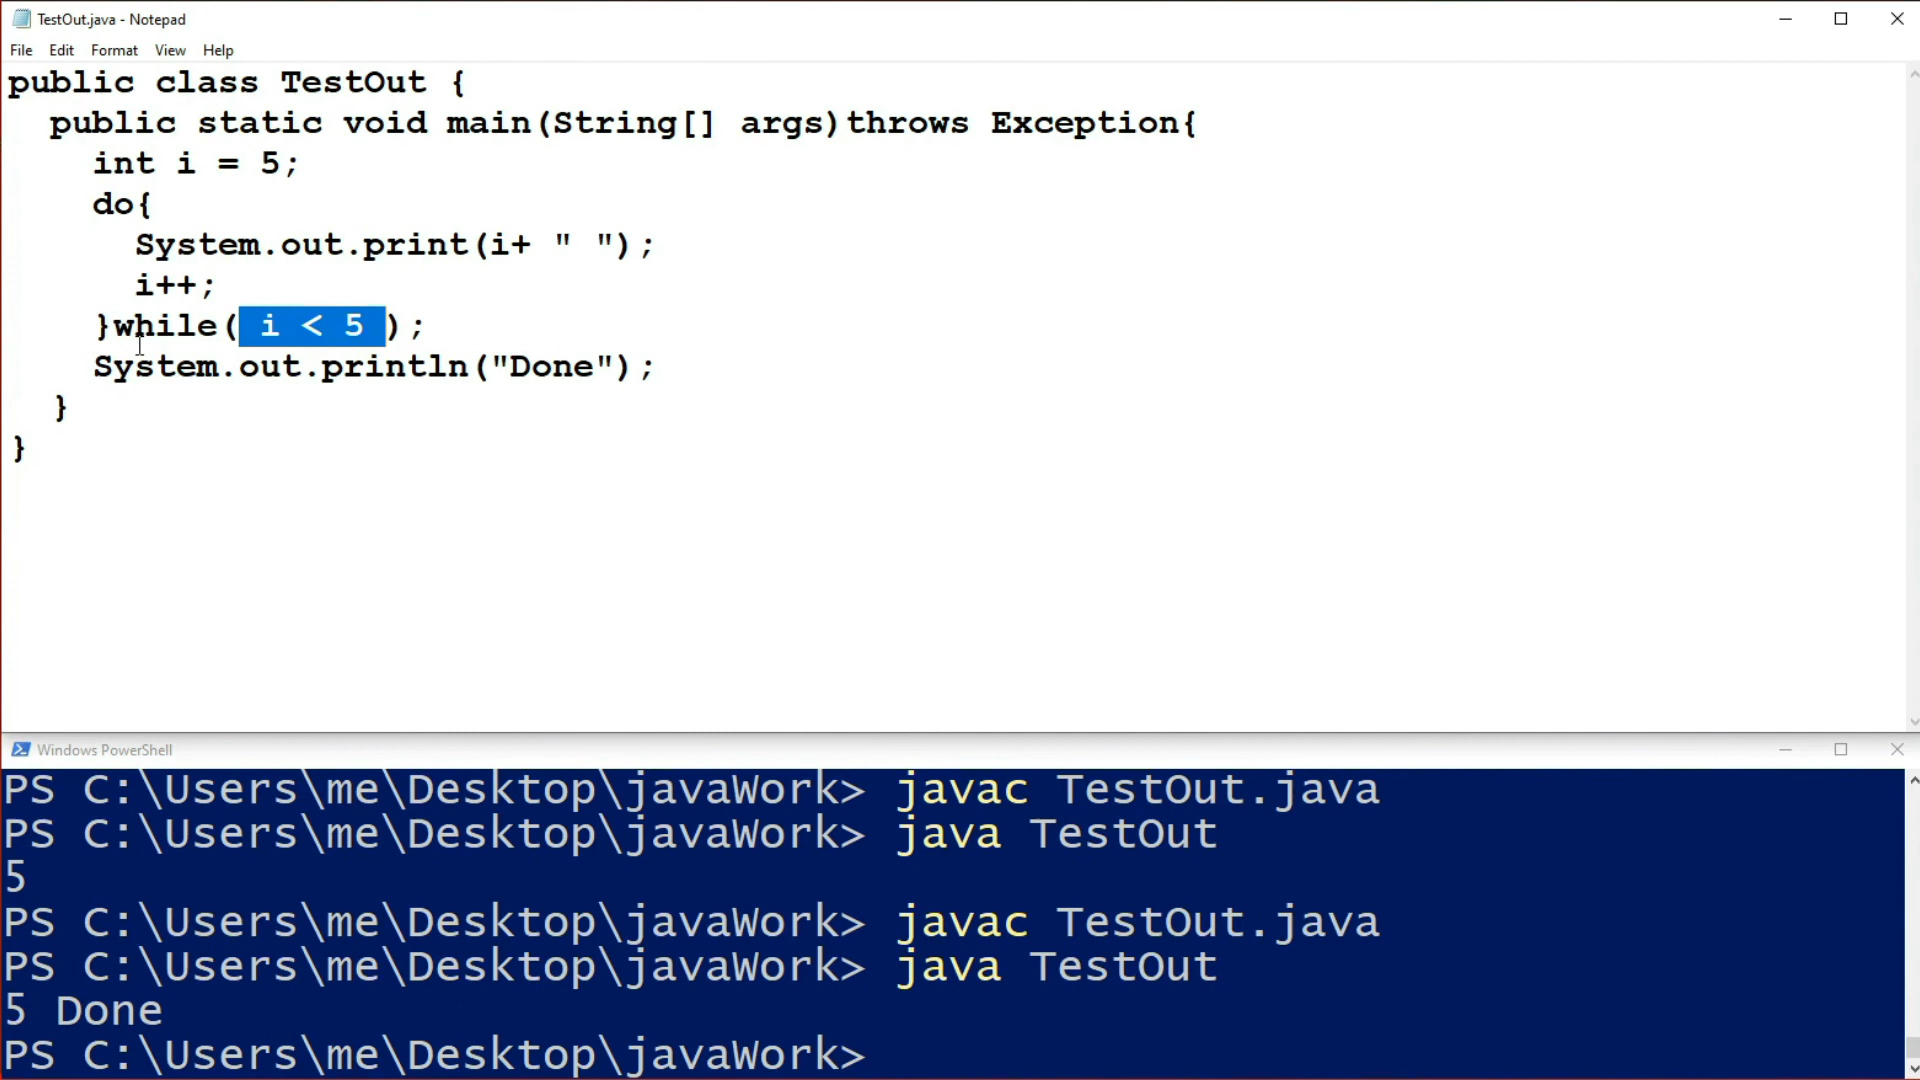 TestOut.java - Notepad
File Edit Format View Help
public class TestOut {
  public static void main(String[] args)throws Exception{
    int i = 5;
    do{
      System.out.print(i+ " ");
      i++;
    }while( i < 5 );
    System.out.println("Done");
  }
}
Windows PowerShell
PS C:\Users\me\Desktop\javaWork> javac TestOut.java
PS C:\Users\me\Desktop\javaWork> java TestOut
5
PS C:\Users\me\Desktop\javaWork> javac TestOut.java
PS C:\Users\me\Desktop\javaWork> java TestOut
5 Done
PS C:\Users\me\Desktop\javaWork>